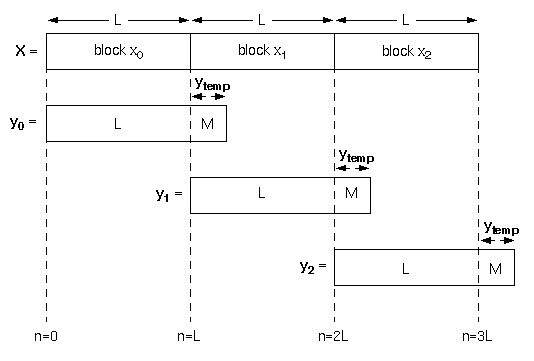 L L L
X = block x₀ block x₁ block x₂
yₜₑₘₚ
y₀ = L M
yₜₑₘₚ
y₁ = L M
yₜₑₘₚ
y₂ = L M
n=0 n=L n=2L n=3L